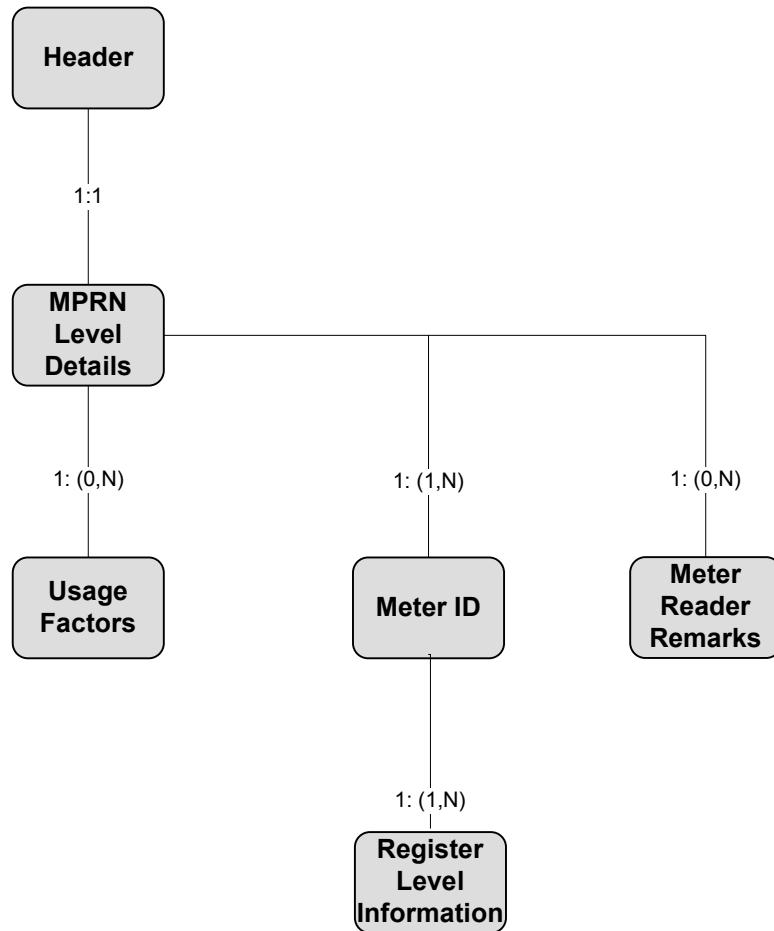 Header
1:1
MPRN
Level
Details
1: (0,N)
1: (1,N)
1: (0,N)
Usage
Factors
Meter ID
Meter
Reader
Remarks
1: (1,N)
Register
Level
Information